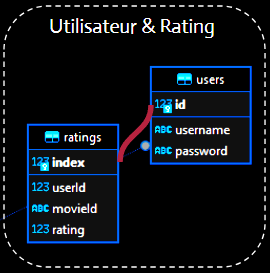 Utilisateur & Rating
users
123 id
ABC username
ABC password
ratings
123 index
123 userId
ABC movieId
123 rating